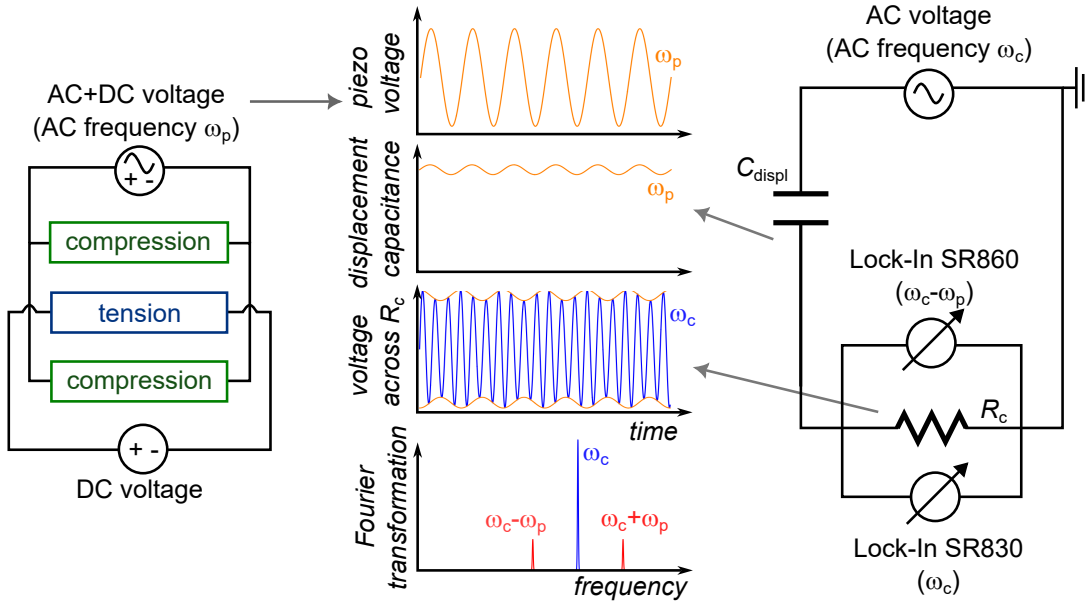 AC+DC voltage
(AC frequency ωp)
+ -
compression
tension
compression
+ -
DC voltage
piezo
voltage
ωp
displacement
capacitance
ωp
voltage
across Rc
ωc
time
Fourier
transformation
ωc
ωc-ωp
ωc+ωp
frequency
AC voltage
(AC frequency ωc)
Cdispl
Lock-In SR860
(ωc-ωp)
Rc
Lock-In SR830
(ωc)